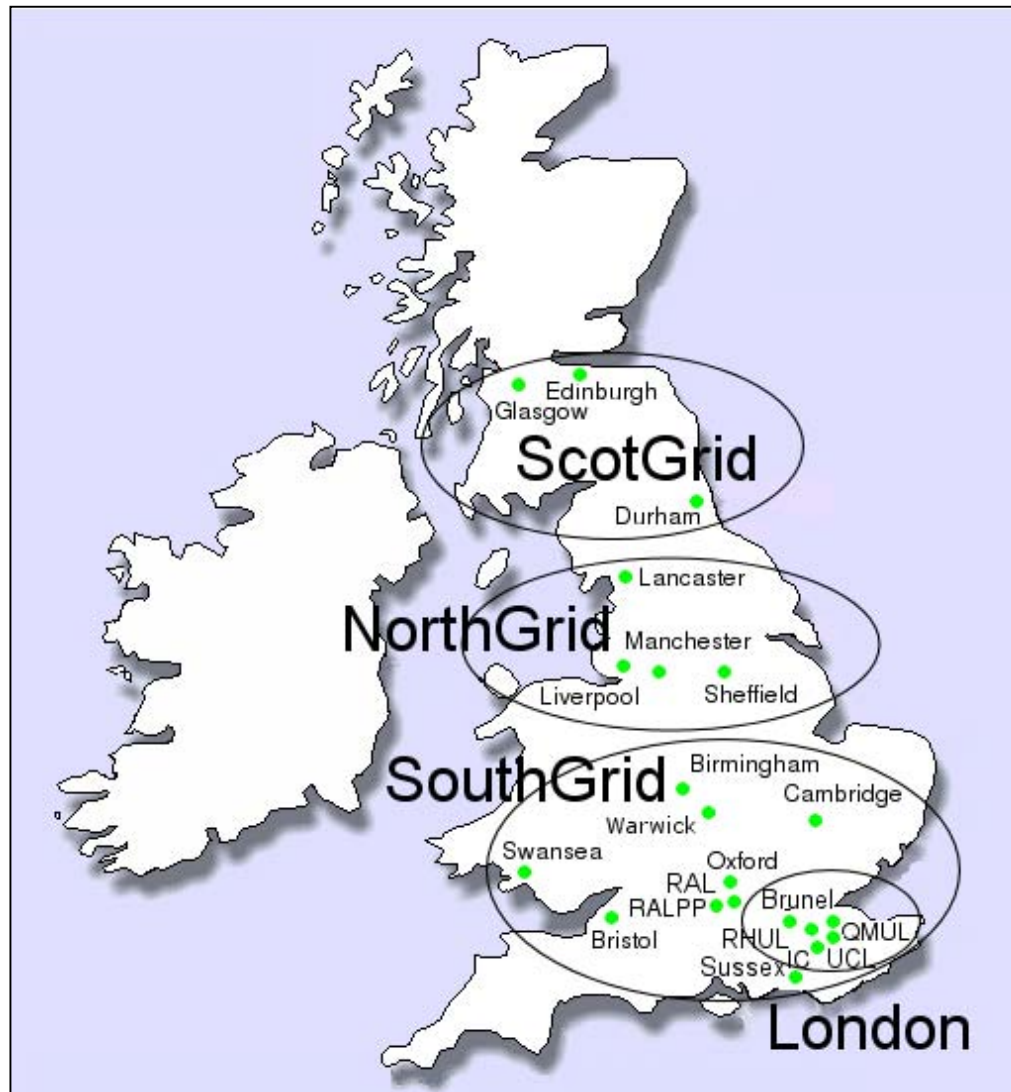 Edinburgh
Glasgow
ScotGrid
Durham
Lancaster
NorthGrid
Manchester
Liverpool
Sheffield
SouthGrid
Birmingham
Cambridge
Warwick
Swansea
Oxford
RAL
Brunel
RALPP
Bristol
RHUL
QMUL
IC
UCL
Sussex
London